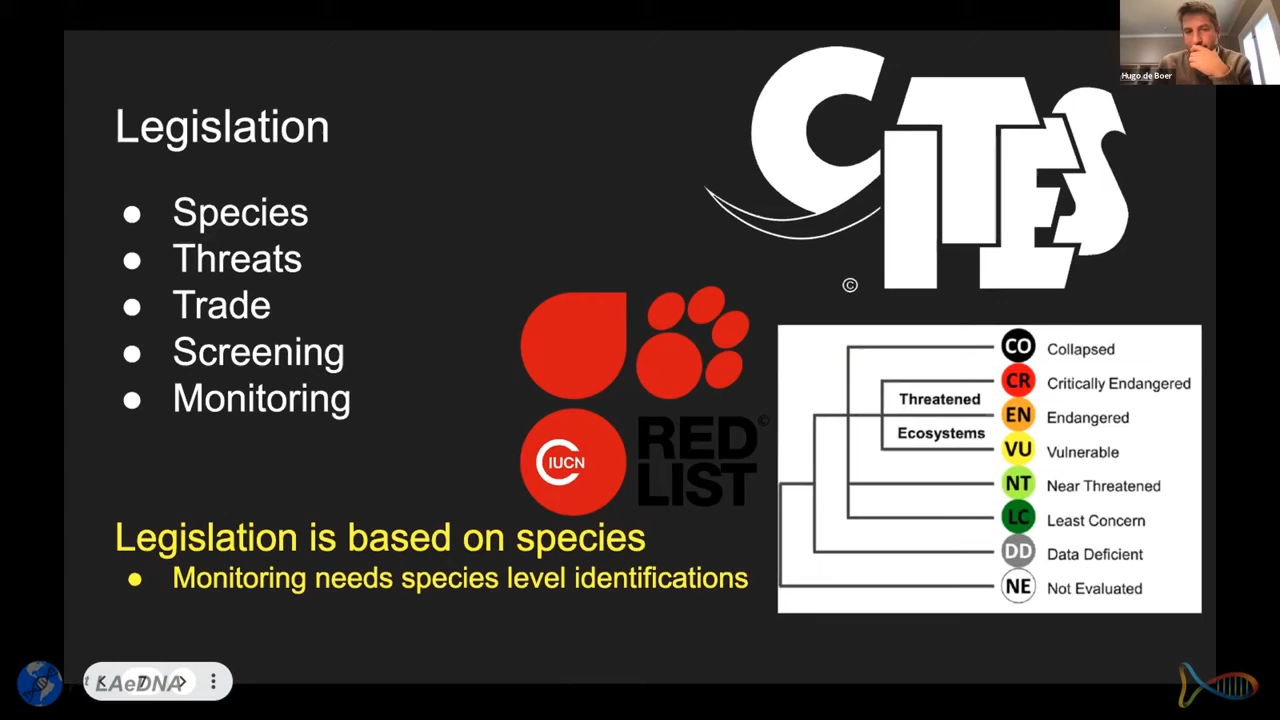 Hugo de Boer
CITES
©
Legislation
● Species
● Threats
● Trade
● Screening
● Monitoring
IUCN
RED
LIST
©
Threatened
Ecosystems
CO Collapsed
CR Critically Endangered
EN Endangered
VU Vulnerable
NT Near Threatened
LC Least Concern
DD Data Deficient
NE Not Evaluated
Legislation is based on species
● Monitoring needs species level identifications
7
LAeDNA